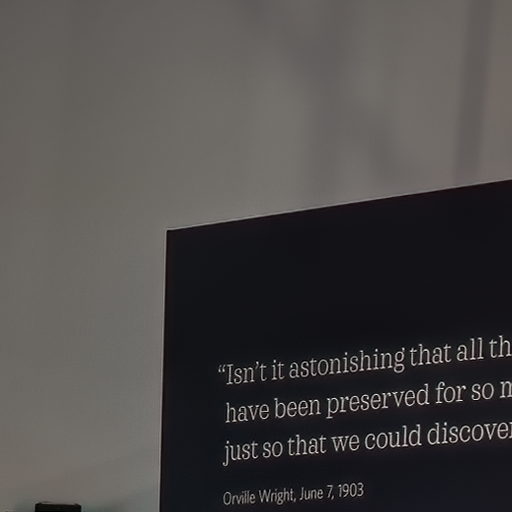 “Isn’t it astonishing that all th
have been preserved for so m
just so that we could discover
Orville Wright, June 7, 1903